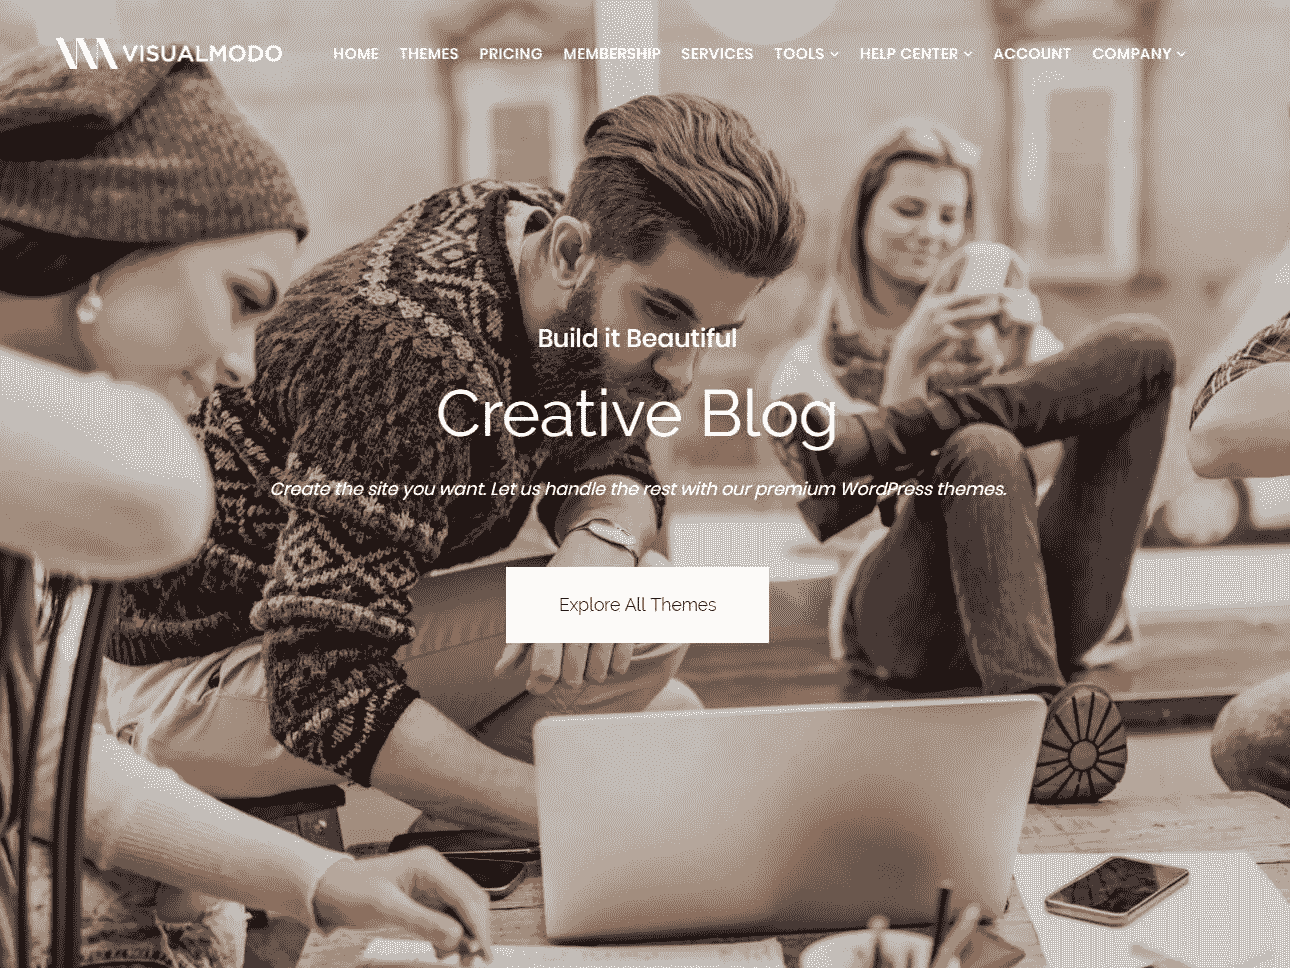 VISUALMODO HOME THEMES PRICING MEMBERSHIP SERVICES TOOLS HELP CENTER ACCOUNT COMPANY
Build it Beautiful
Creative Blog
Create the site you want. Let us handle the rest with our premium WordPress themes.
Explore All Themes